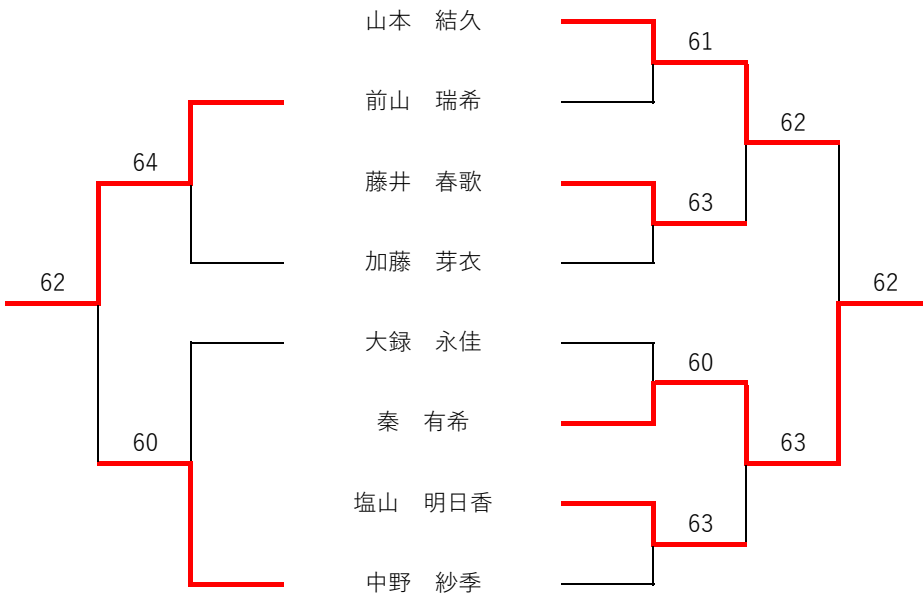 山本　結久
61
前山　瑞希
62
64
藤井　春歌
63
加藤　芽衣
62
62
大録　永佳
60
秦　有希
60
63
塩山　明日香
63
中野　紗季